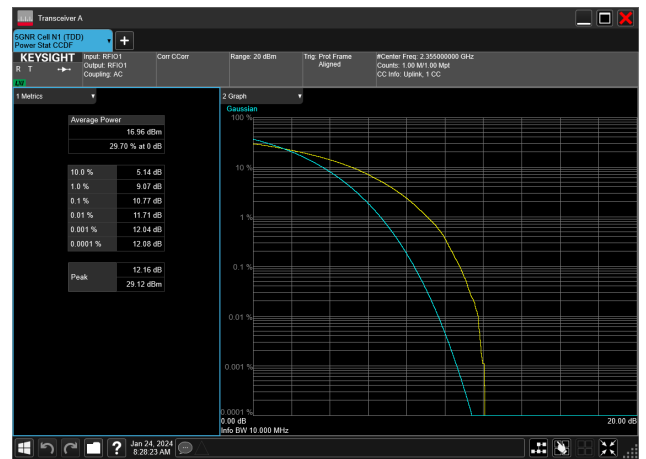 Transceiver A
5GNR Cell N1 (TDD)
Power Stat CCDF
KEYSIGHT
R T
LXI
Input: RFIO1
Output: RFIO1
Coupling: AC
Corr CCorr
Range: 20 dBm
Trig: Prot Frame
Aligned
#Center Freq: 2.355000000 GHz
Counts: 1.00 M/1.00 Mpt
CC Info: Uplink, 1 CC
1 Metrics
Average Power
16.96 dBm
29.70 % at 0 dB
10.0 % 5.14 dB
1.0 % 9.07 dB
0.1 % 10.77 dB
0.01 % 11.71 dB
0.001 % 12.04 dB
0.0001 % 12.08 dB
Peak
12.16 dB
29.12 dBm
2 Graph
Gaussian
100 %
10 %
1 %
0.1 %
0.01 %
0.001 %
0.0001 %
0.00 dB
20.00 dB
Info BW 10.000 MHz
Jan 24, 2024
8:28:23 AM